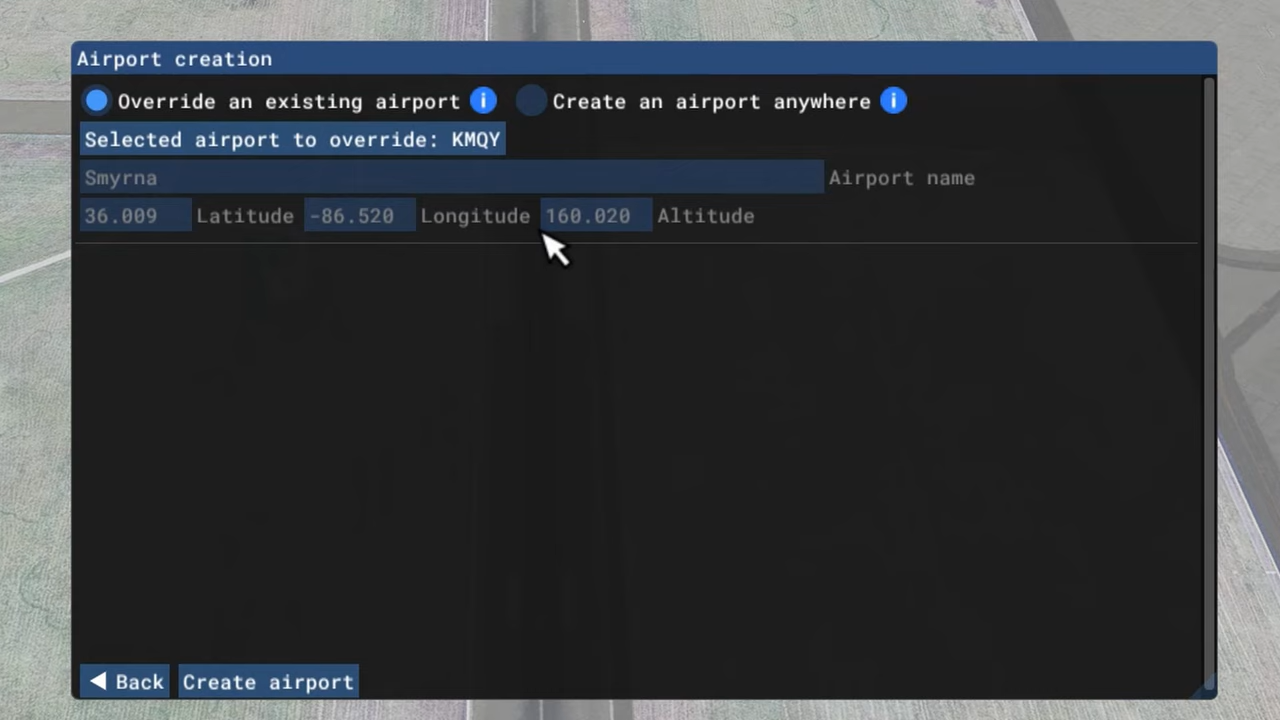 Airport creation
Override an existing airport i Create an airport anywhere i
Selected airport to override: KMQY
Smyrna Airport name
36.009 Latitude -86.520 Longitude 160.020 Altitude
Back Create airport